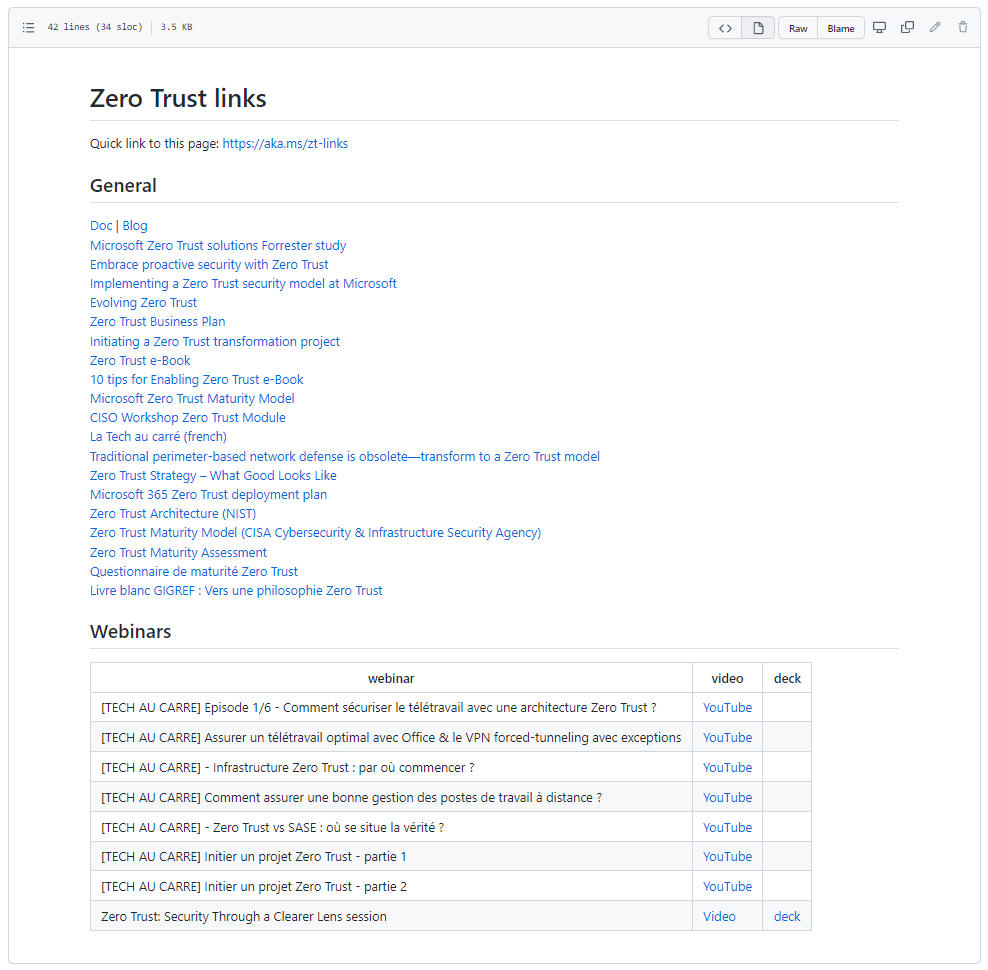 42 lines (34 sloc) 3.5 KB
Raw Blame
Zero Trust links
Quick link to this page: https://aka.ms/zt-links
General
Doc | Blog
Microsoft Zero Trust solutions Forrester study
Embrace proactive security with Zero Trust
Implementing a Zero Trust security model at Microsoft
Evolving Zero Trust
Zero Trust Business Plan
Initiating a Zero Trust transformation project
Zero Trust e-Book
10 tips for Enabling Zero Trust e-Book
Microsoft Zero Trust Maturity Model
CISO Workshop Zero Trust Module
La Tech au carré (french)
Traditional perimeter-based network defense is obsolete—transform to a Zero Trust model
Zero Trust Strategy – What Good Looks Like
Microsoft 365 Zero Trust deployment plan
Zero Trust Architecture (NIST)
Zero Trust Maturity Model (CISA Cybersecurity & Infrastructure Security Agency)
Zero Trust Maturity Assessment
Questionnaire de maturité Zero Trust
Livre blanc GIGREF : Vers une philosophie Zero Trust
Webinars
webinar video deck
[TECH AU CARRE] Episode 1/6 - Comment sécuriser le télétravail avec une architecture Zero Trust ? YouTube
[TECH AU CARRE] Assurer un télétravail optimal avec Office & le VPN forced-tunneling avec exceptions YouTube
[TECH AU CARRE] - Infrastructure Zero Trust : par où commencer ? YouTube
[TECH AU CARRE] Comment assurer une bonne gestion des postes de travail à distance ? YouTube
[TECH AU CARRE] - Zero Trust vs SASE : où se situe la vérité ? YouTube
[TECH AU CARRE] Initier un projet Zero Trust - partie 1 YouTube
[TECH AU CARRE] Initier un projet Zero Trust - partie 2 YouTube
Zero Trust: Security Through a Clearer Lens session Video deck